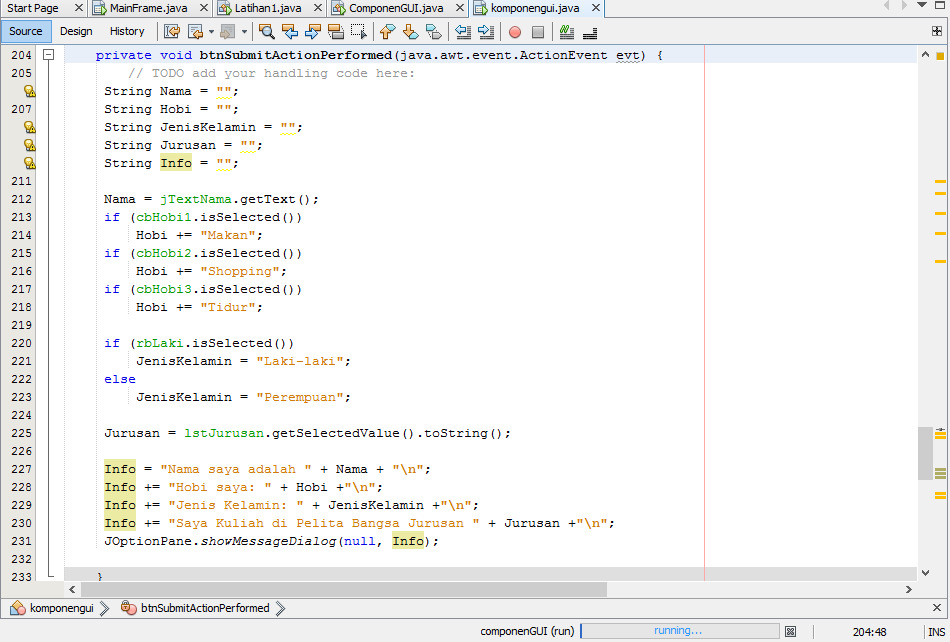 Start Page MainFrame.java Latihan1.java ComponenGUI.java komponengui.java
Source Design History
204 private void btnSubmitActionPerformed(java.awt.event.ActionEvent evt) {
205 // TODO add your handling code here:
String Nama = "";
207 String Hobi = "";
String JenisKelamin = "";
String Jurusan = "";
String Info = "";
211
212 Nama = jTextNama.getText();
213 if (cbHobi1.isSelected())
214 Hobi += "Makan";
215 if (cbHobi2.isSelected())
216 Hobi += "Shopping";
217 if (cbHobi3.isSelected())
218 Hobi += "Tidur";
219
220 if (rbLaki.isSelected())
221 JenisKelamin = "Laki-laki";
222 else
223 JenisKelamin = "Perempuan";
224
225 Jurusan = lstJurusan.getSelectedValue().toString();
226
227 Info = "Nama saya adalah " + Nama + "\n";
228 Info += "Hobi saya: " + Hobi +"\n";
229 Info += "Jenis Kelamin: " + JenisKelamin +"\n";
230 Info += "Saya Kuliah di Pelita Bangsa Jurusan " + Jurusan +"\n";
231 JOptionPane.showMessageDialog(null, Info);
232
233 }
komponengui btnSubmitActionPerformed
componenGUI (run) running... 204:48 INS